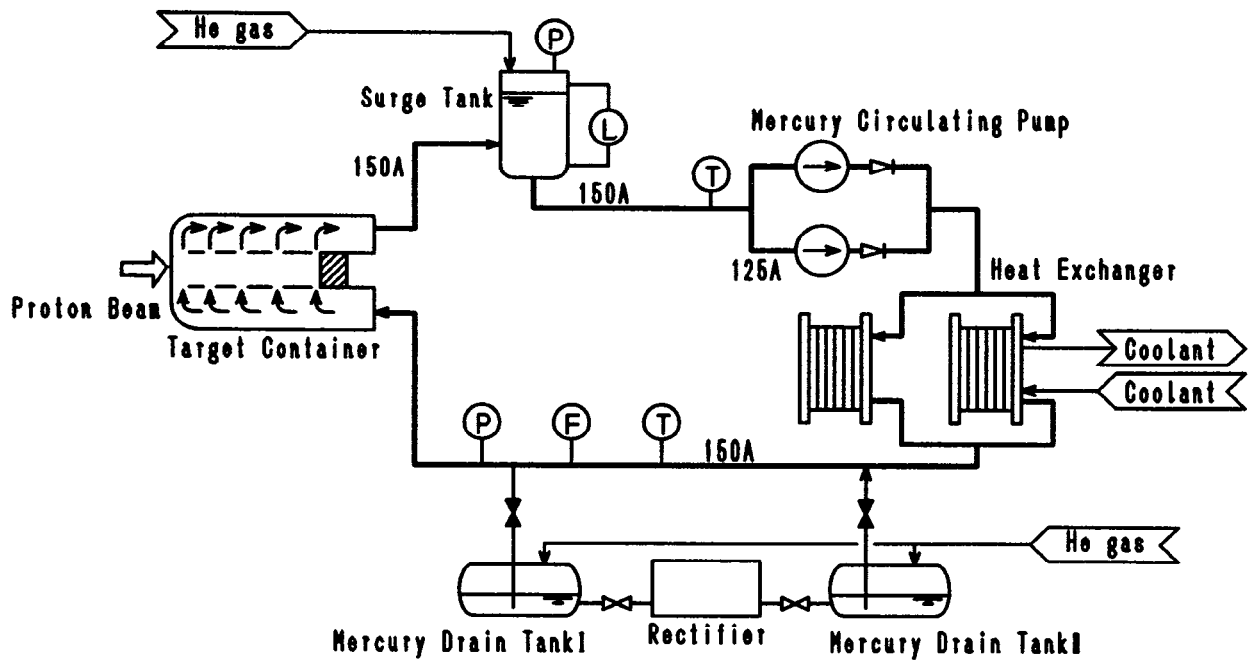 He gas
P
Surge Tank
L
Mercury Circulating Pump
150A
150A
T
125A
Heat Exchanger
Proton Beam
Target Container
Coolant
Coolant
P
F
T
150A
He gas
Mercury Drain TankⅠ
Rectifier
Mercury Drain TankⅡ